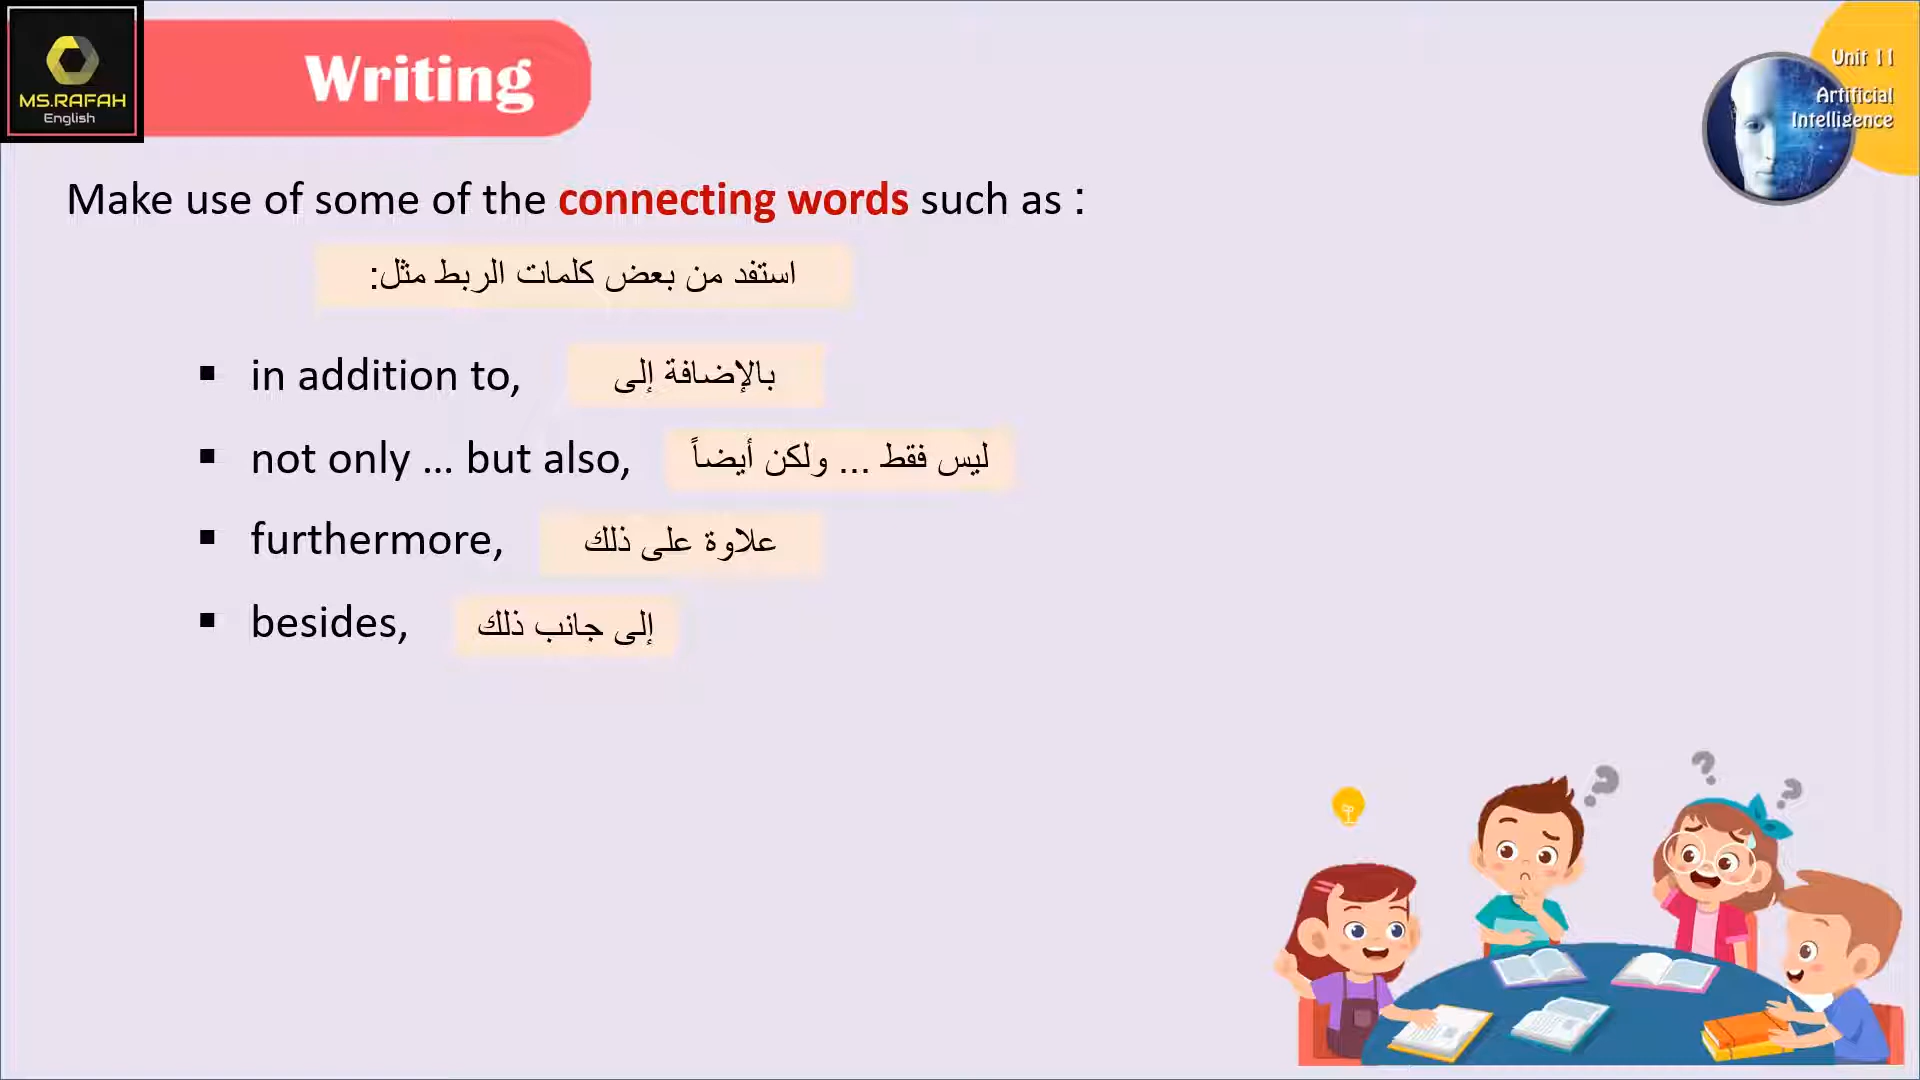 MS.RAFAH
English
Writing
Unit 11
Artificial
Intelligence
Make use of some of the connecting words such as :
استفد من بعض كلمات الربط مثل:
▪ in addition to, بالإضافة إلى
▪ not only ... but also, ليس فقط ... ولكن أيضاً
▪ furthermore, علاوة على ذلك
▪ besides, إلى جانب ذلك